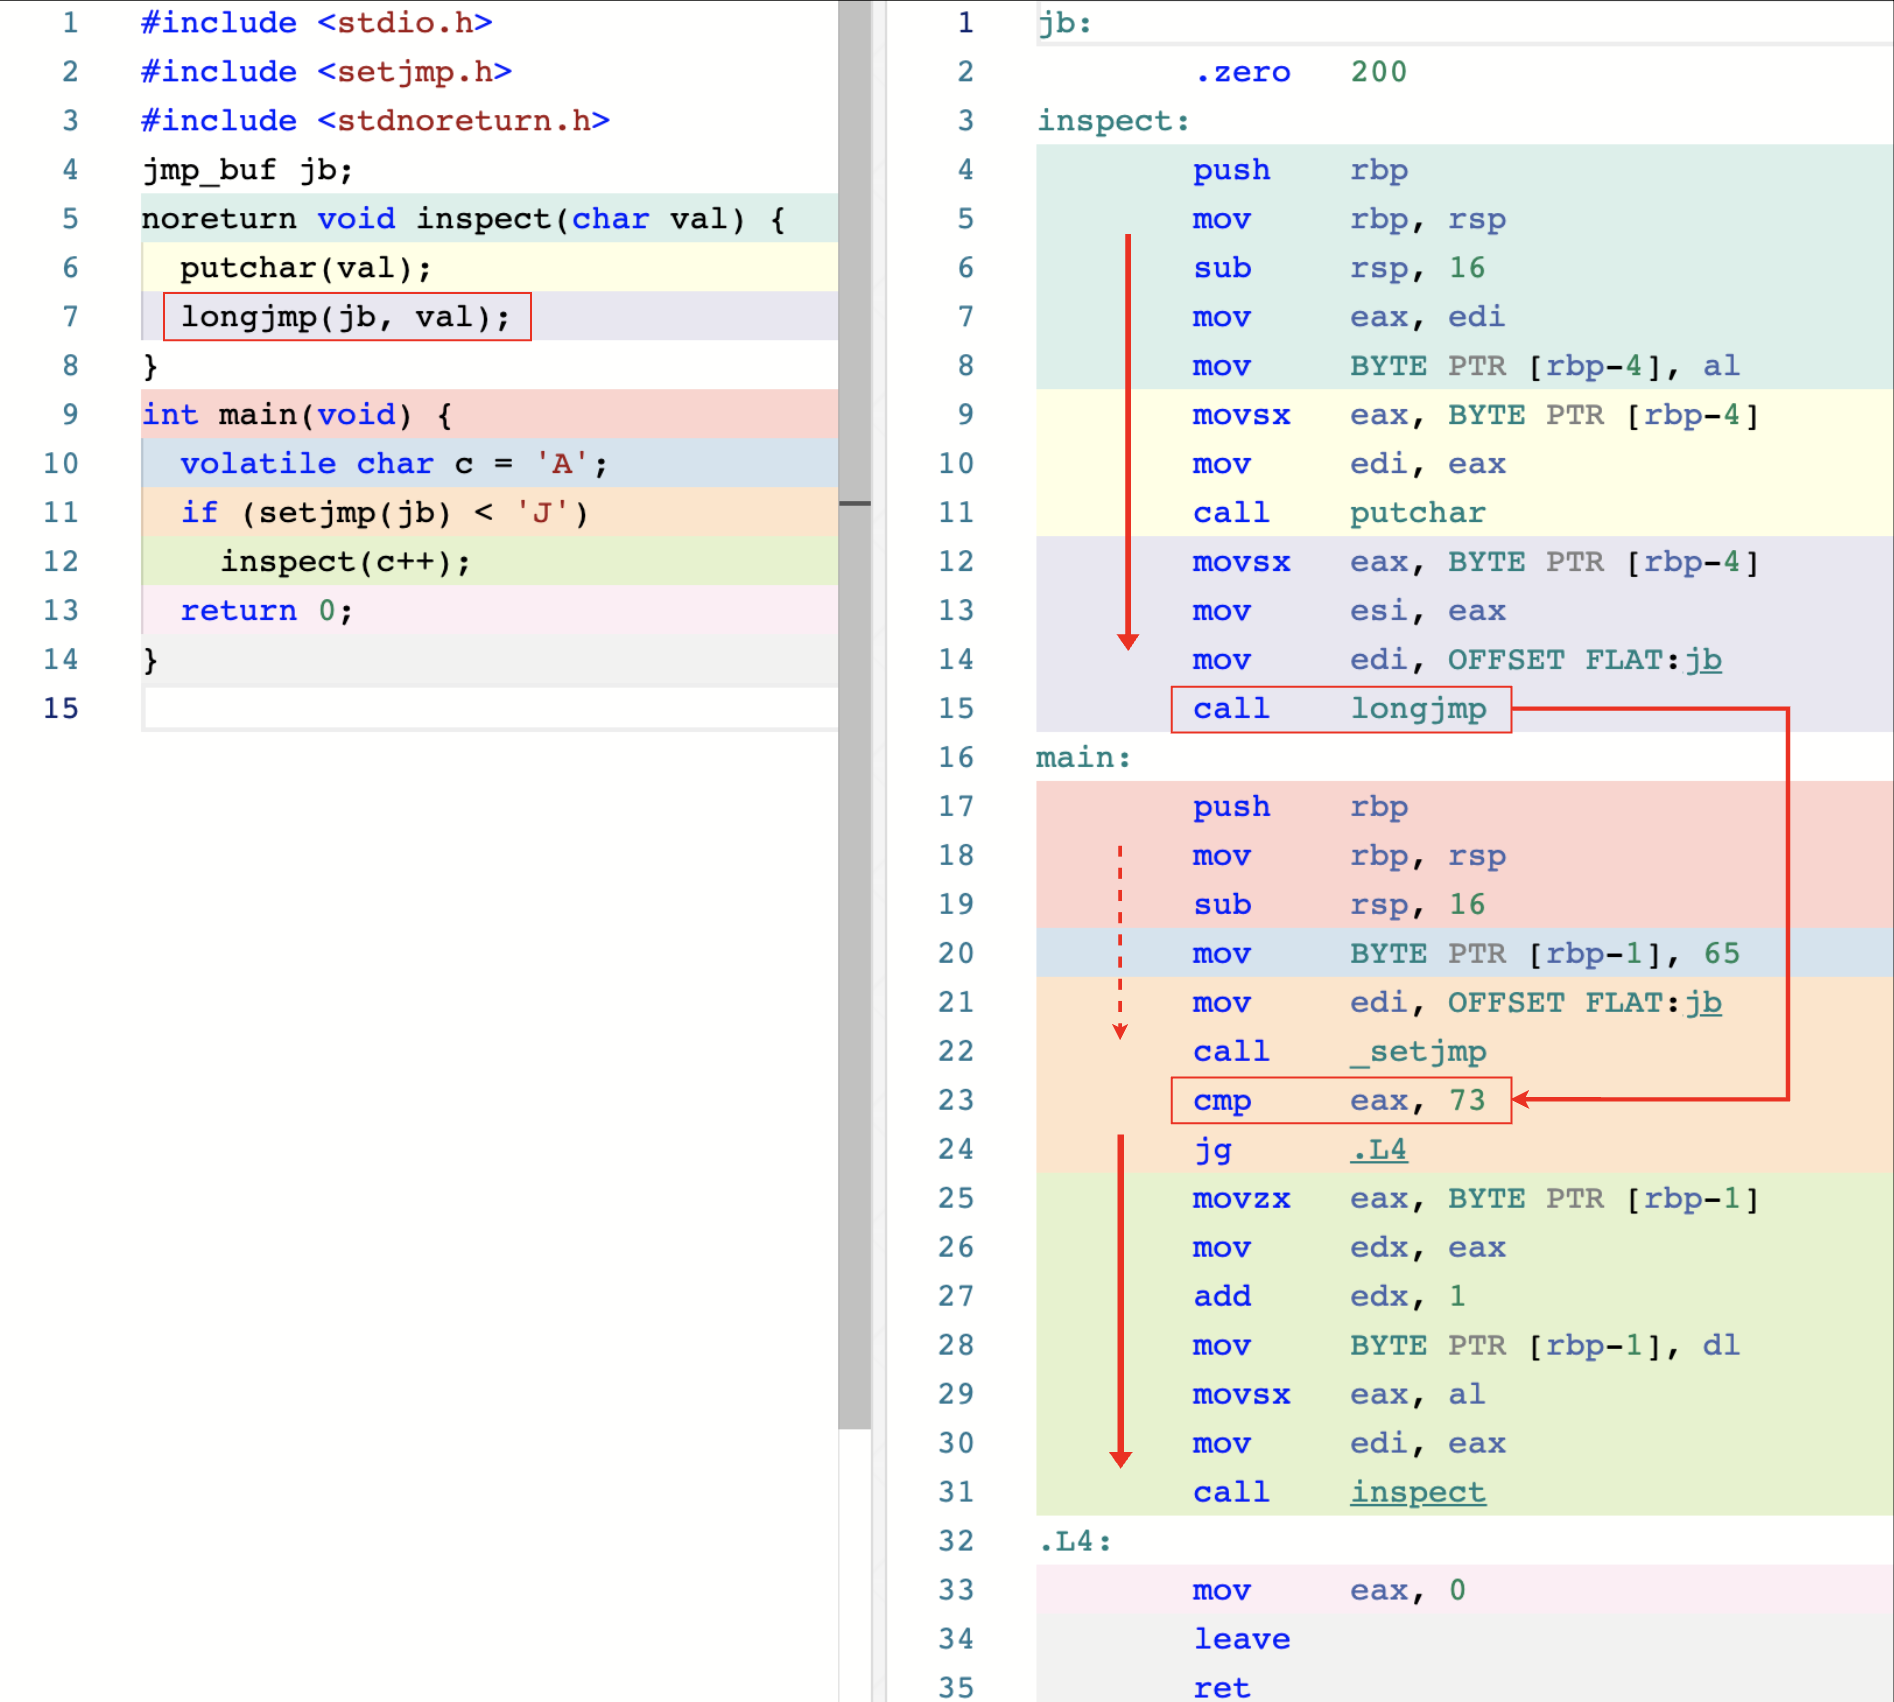 1 #include <stdio.h>
2 #include <setjmp.h>
3 #include <stdnoreturn.h>
4 jmp_buf jb;
5 noreturn void inspect(char val) {
6   putchar(val);
7   longjmp(jb, val);
8 }
9 int main(void) {
10   volatile char c = 'A';
11   if (setjmp(jb) < 'J')
12     inspect(c++);
13   return 0;
14 }
15
1 jb:
2         .zero   200
3 inspect:
4         push    rbp
5         mov     rbp, rsp
6         sub     rsp, 16
7         mov     eax, edi
8         mov     BYTE PTR [rbp-4], al
9         movsx   eax, BYTE PTR [rbp-4]
10         mov     edi, eax
11         call    putchar
12         movsx   eax, BYTE PTR [rbp-4]
13         mov     esi, eax
14         mov     edi, OFFSET FLAT:jb
15         call    longjmp
16 main:
17         push    rbp
18         mov     rbp, rsp
19         sub     rsp, 16
20         mov     BYTE PTR [rbp-1], 65
21         mov     edi, OFFSET FLAT:jb
22         call    _setjmp
23         cmp     eax, 73
24         jg      .L4
25         movzx   eax, BYTE PTR [rbp-1]
26         mov     edx, eax
27         add     edx, 1
28         mov     BYTE PTR [rbp-1], dl
29         movsx   eax, al
30         mov     edi, eax
31         call    inspect
32 .L4:
33         mov     eax, 0
34         leave
35         ret